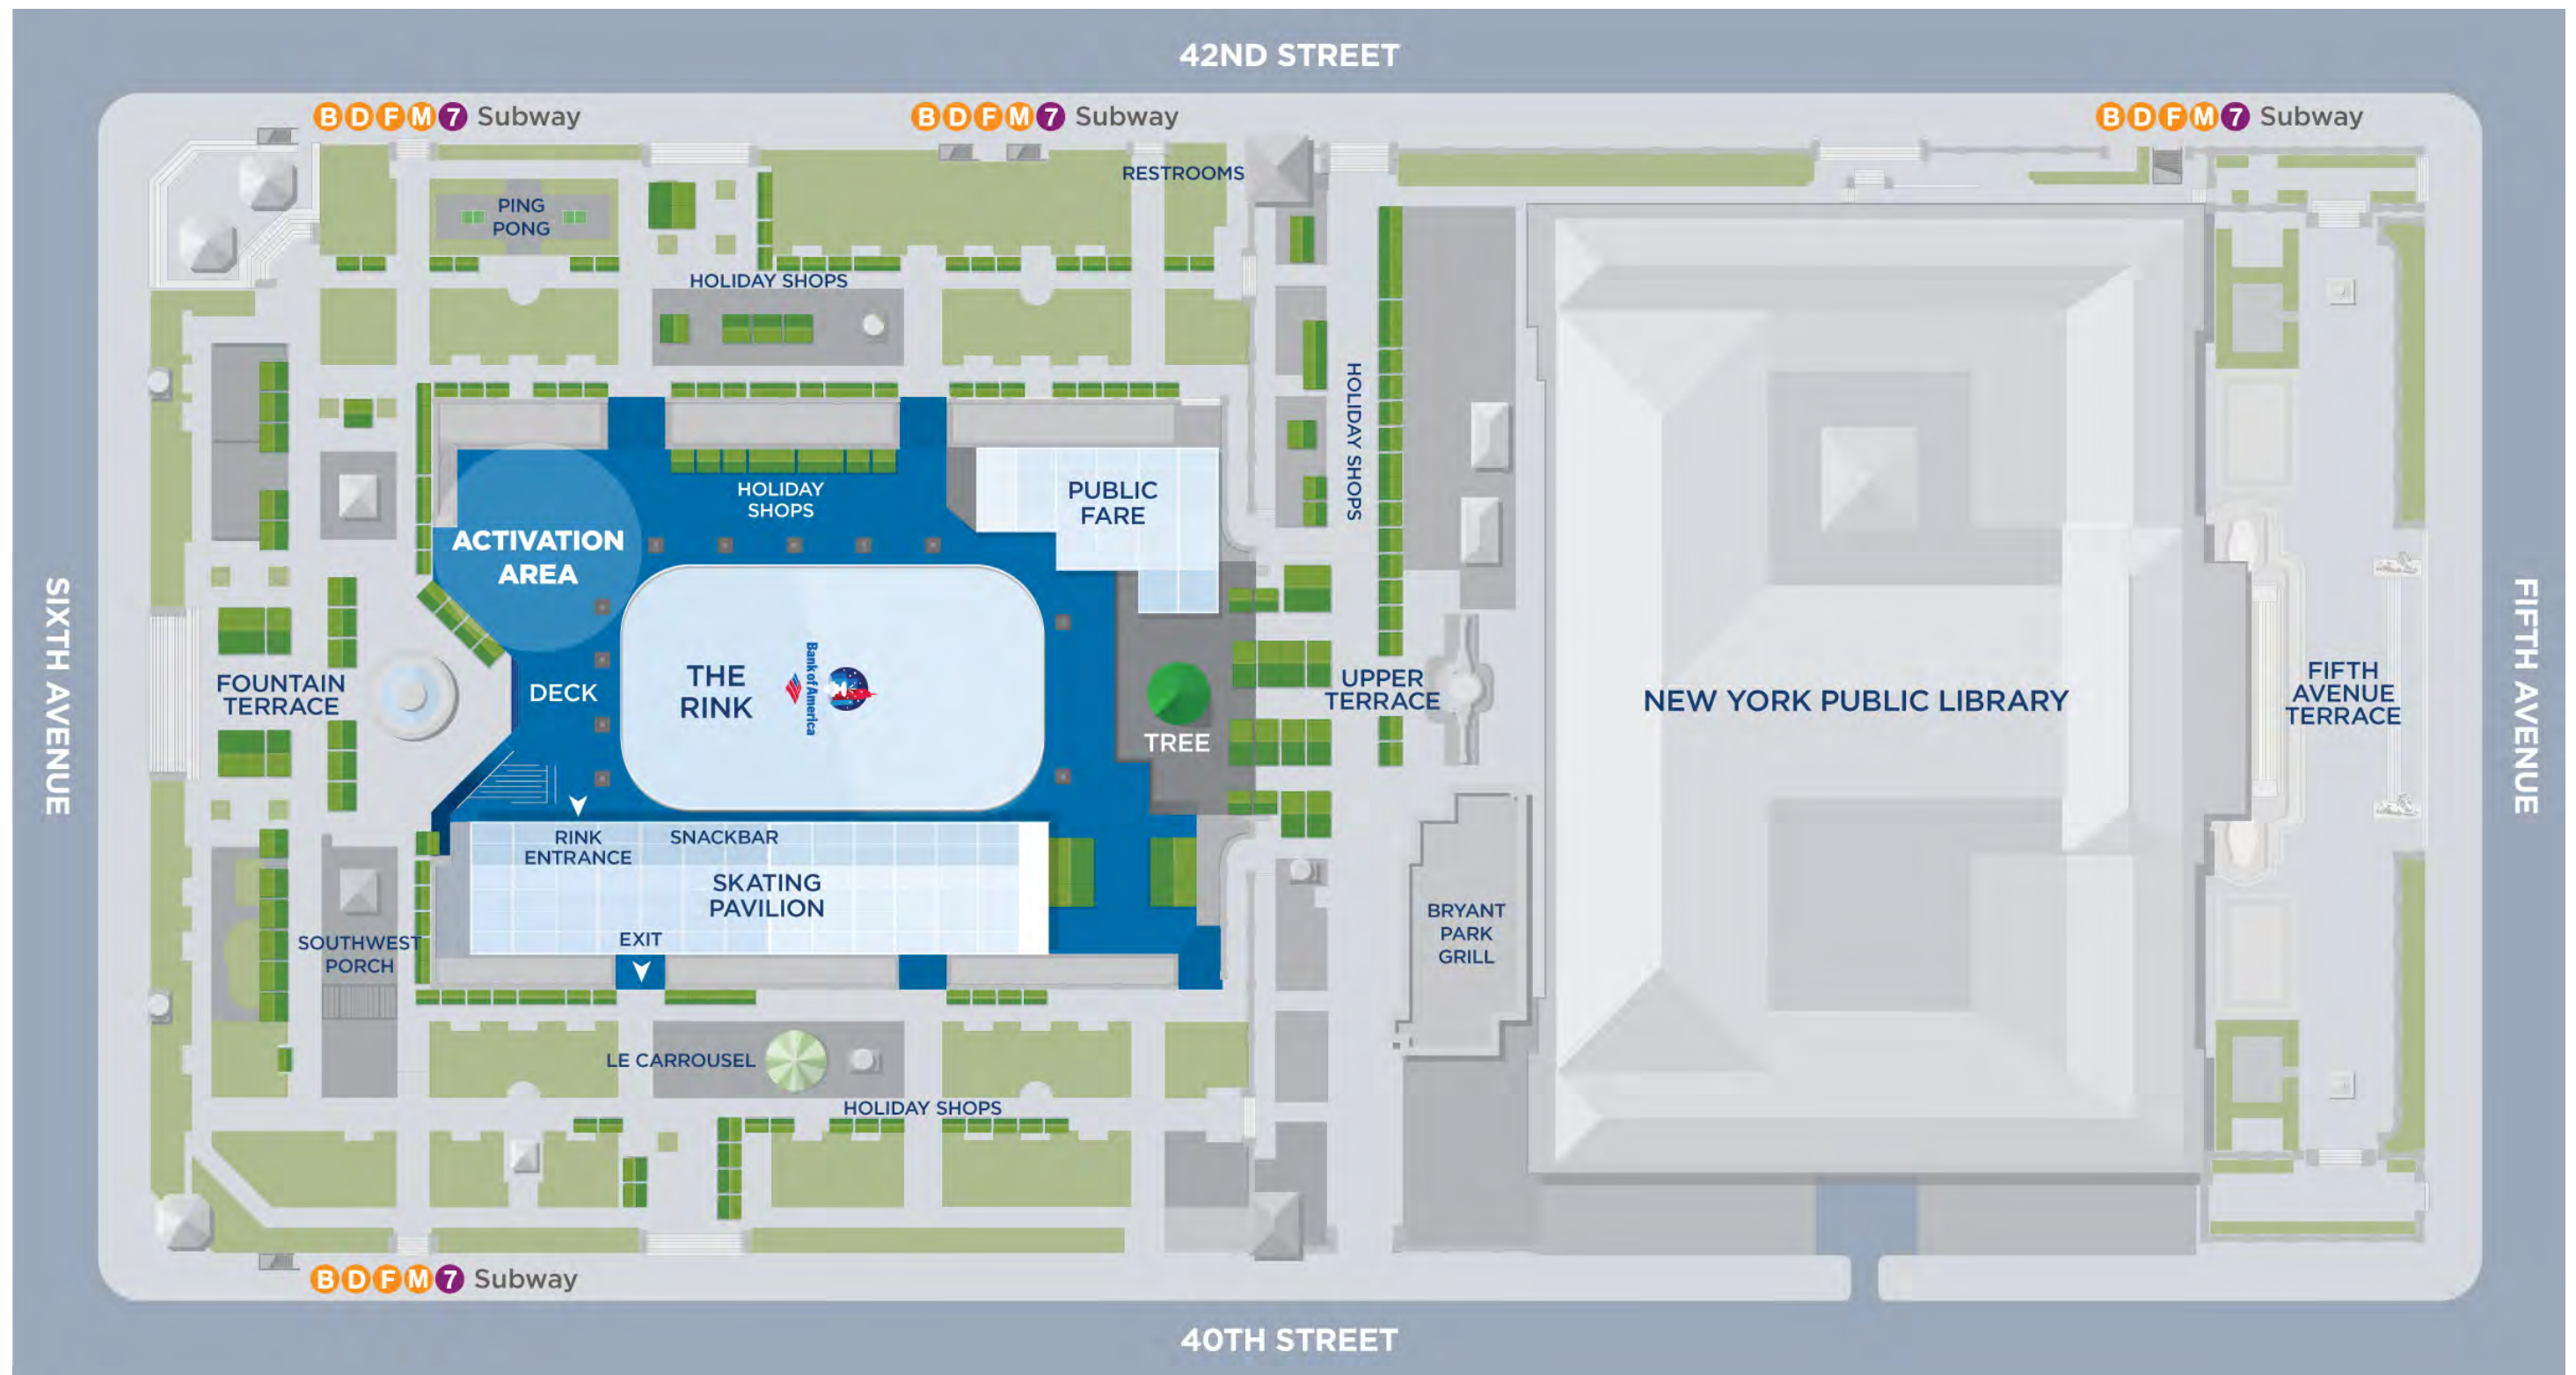 42ND STREET
B D F M 7 Subway
B D F M 7 Subway
B D F M 7 Subway
RESTROOMS
PING
PONG
HOLIDAY SHOPS
HOLIDAY SHOPS
HOLIDAY
SHOPS
PUBLIC
FARE
ACTIVATION
AREA
SIXTH AVENUE
FOUNTAIN
TERRACE
DECK
THE
RINK
Bank of America
TREE
UPPER
TERRACE
NEW YORK PUBLIC LIBRARY
FIFTH
AVENUE
TERRACE
FIFTH AVENUE
RINK
ENTRANCE
SNACKBAR
SKATING
PAVILION
EXIT
SOUTHWEST
PORCH
BRYANT
PARK
GRILL
LE CARROUSEL
HOLIDAY SHOPS
B D F M 7 Subway
40TH STREET